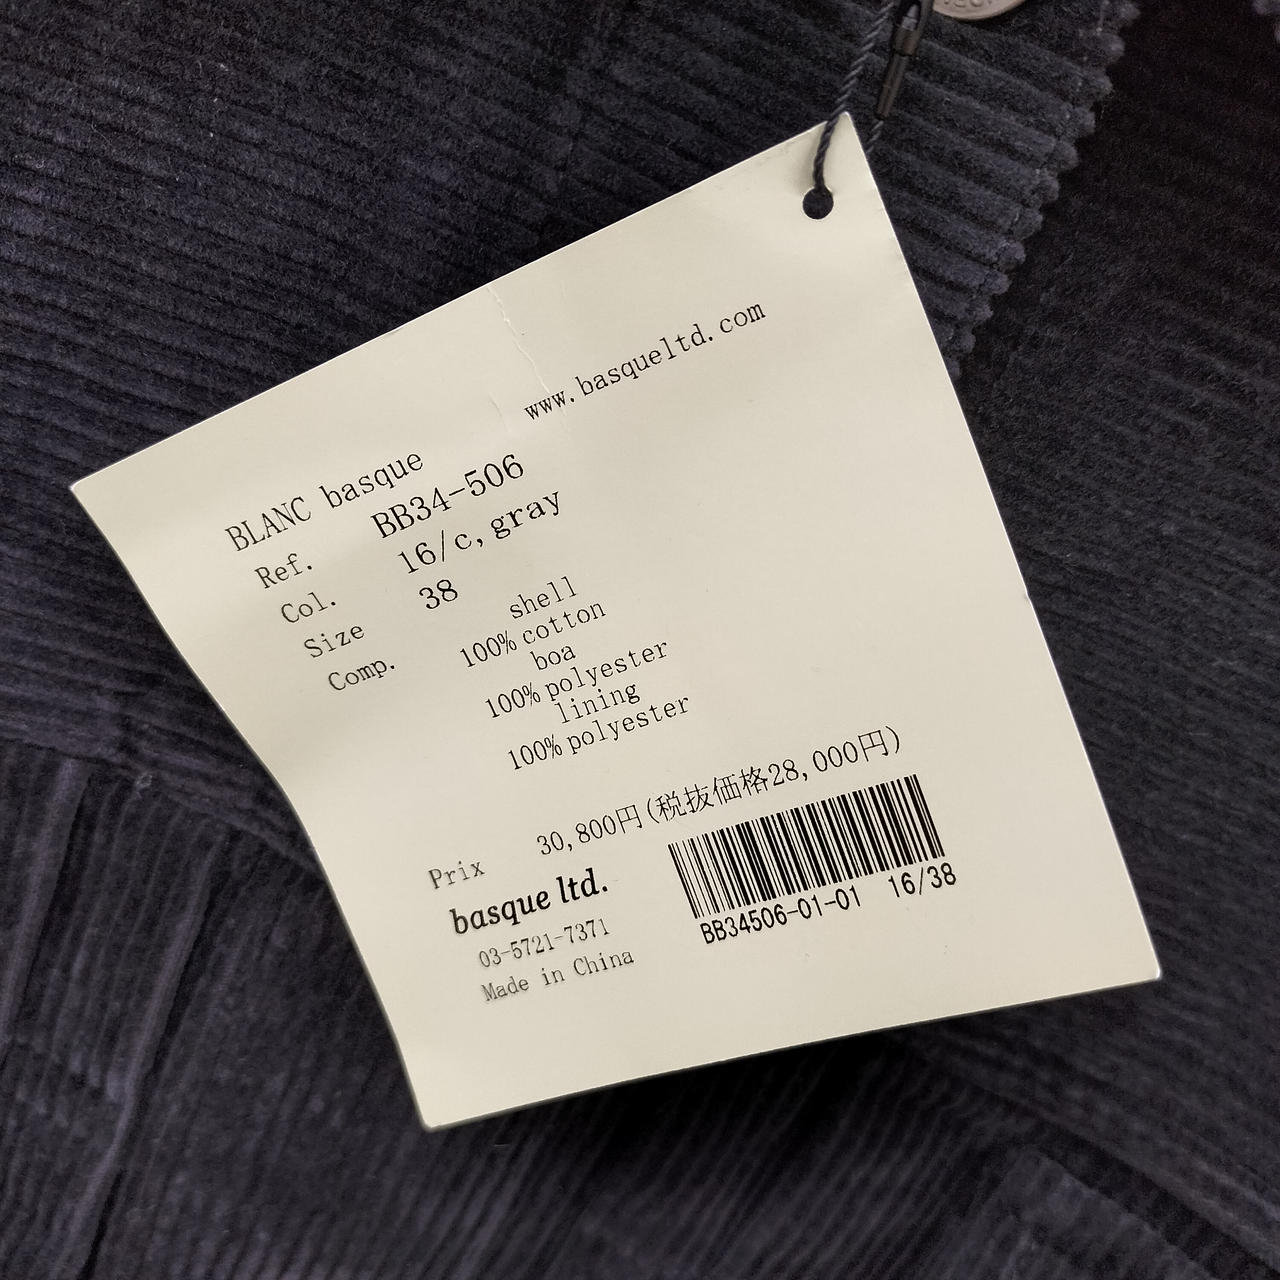 www.basqueltd.com
BLANC basque
Ref. BB34-506
Col. 16/c,gray
Size 38
Comp. shell
100% cotton
boa
100% polyester
lining
100% polyester
Prix 30,800円(税抜価格28,000円)
basque ltd.
03-5721-7371
Made in China
BB34506-01-01 16/38